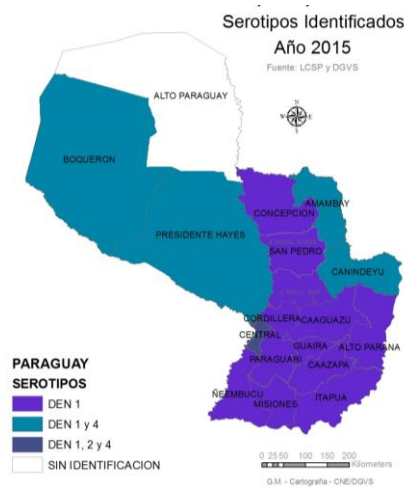 Serotipos Identificados
Año 2015
Fuente: LCSP y DGVS
N
W
E
S
ALTO PARAGUAY
BOQUERON
AMAMBAY
CONCEPCION
PRESIDENTE HAYES
SAN PEDRO
CANINDEYU
CORDILLERA
CAAGUAZU
CENTRAL
GUAIRA
ALTO PARANA
PARAGUARI
CAAZAPA
ÑEEMBUCU
MISIONES
ITAPUA
PARAGUAY
SEROTIPOS
DEN 1
DEN 1 y 4
DEN 1, 2 y 4
SIN IDENTIFICACION
0 25 50 100 150 200
Kilometers
G.M. - Cartografía - CNE/DGVS